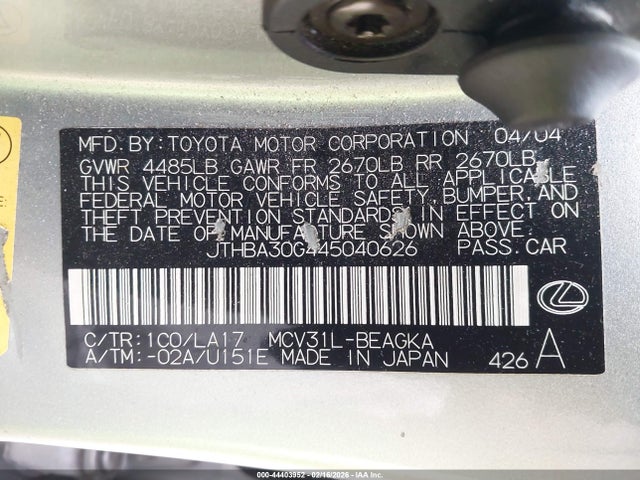 MFD. BY: TOYOTA MOTOR CORPORATION 04/04
GVWR 4485LB GAWR FR 2670LB RR 2670LB
THIS VEHICLE CONFORMS TO ALL APPLICABLE
FEDERAL MOTOR VEHICLE SAFETY, BUMPER, AND
THEFT PREVENTION STANDARDS IN EFFECT ON
THE DATE OF MANUFACTURE SHOWN ABOVE.
JTHBA30G445040626 PASS. CAR
C/TR: 1C0/LA17 MCV31L-BEAGKA
A/TM: -02A/U151E MADE IN JAPAN 426 A
000-44403952 - 02/16/2026 - IAA Inc.